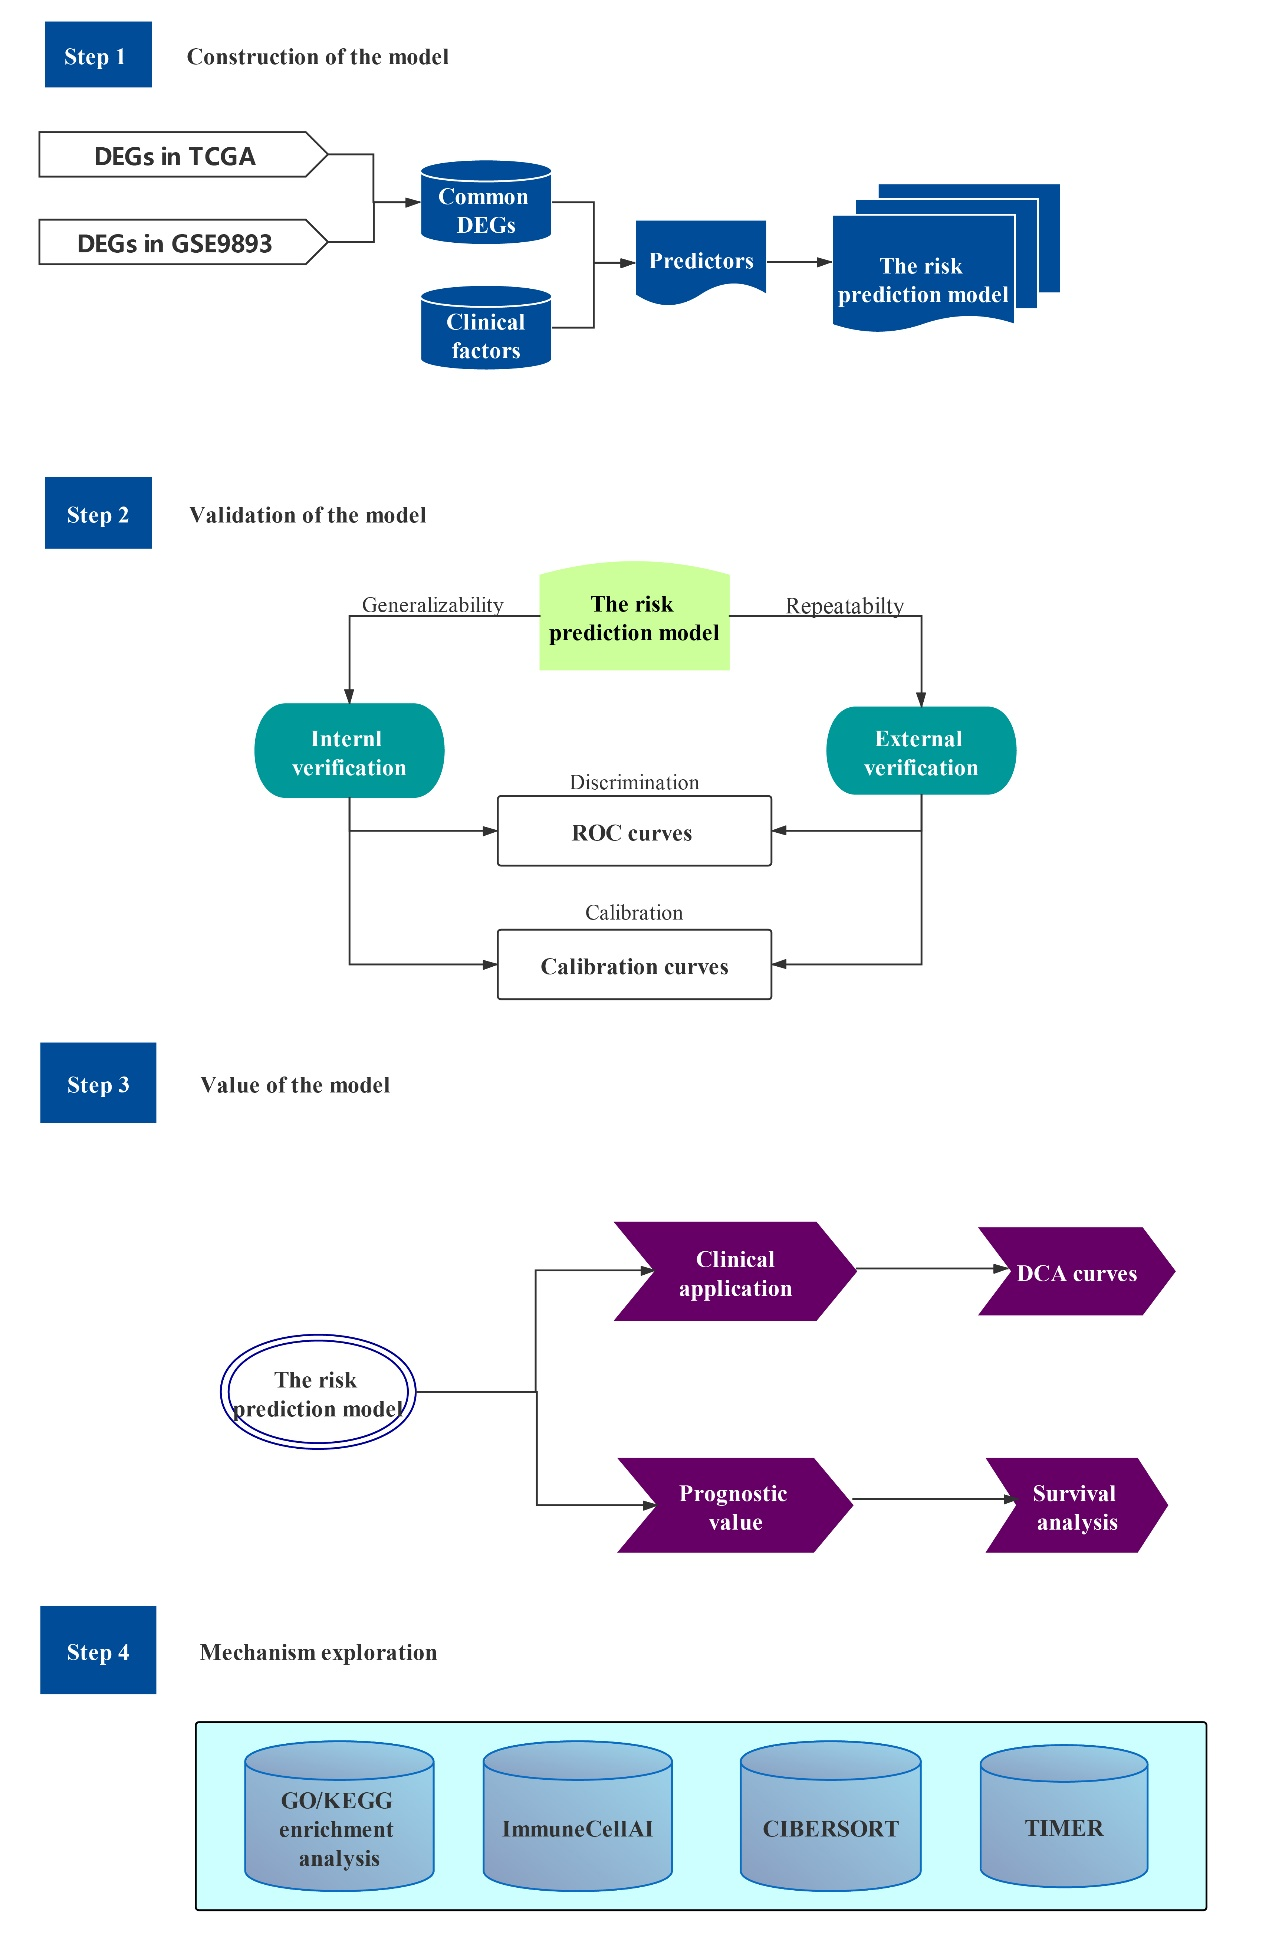 Step 1
Construction of the model
DEGs in TCGA
DEGs in GSE9893
Common
DEGs
Clinical
factors
Predictors
The risk
prediction model
Step 2
Validation of the model
Generalizability
The risk
prediction model
Repeatabilty
Internl
verification
External
verification
Discrimination
ROC curves
Calibration
Calibration curves
Step 3
Value of the model
Clinical
application
DCA curves
The risk
prediction model
Prognostic
value
Survival
analysis
Step 4
Mechanism exploration
GO/KEGG
enrichment
analysis
ImmuneCellAI
CIBERSORT
TIMER